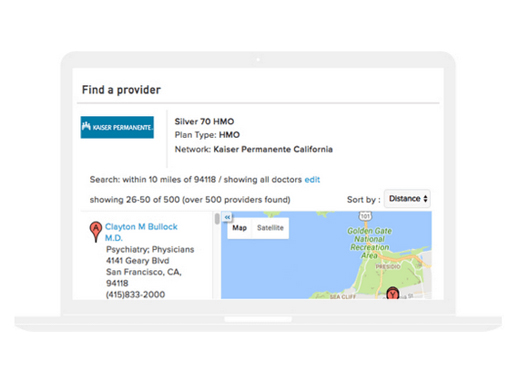 Find a provider
KAISER PERMANENTE.
Silver 70 HMO
Plan Type: HMO
Network: Kaiser Permanente California
Search: within 10 miles of 94118 / showing all doctors edit
showing 26-50 of 500 (over 500 providers found)
Sort by : Distance
A
Clayton M Bullock
M.D.
Psychiatry; Physicians
4141 Geary Blvd
San Francisco, CA,
94118
(415)833-2000
«
Map Satellite
101
Golden Gate
National
Recreation
Area
PRESIDIO
SEA CLIFF